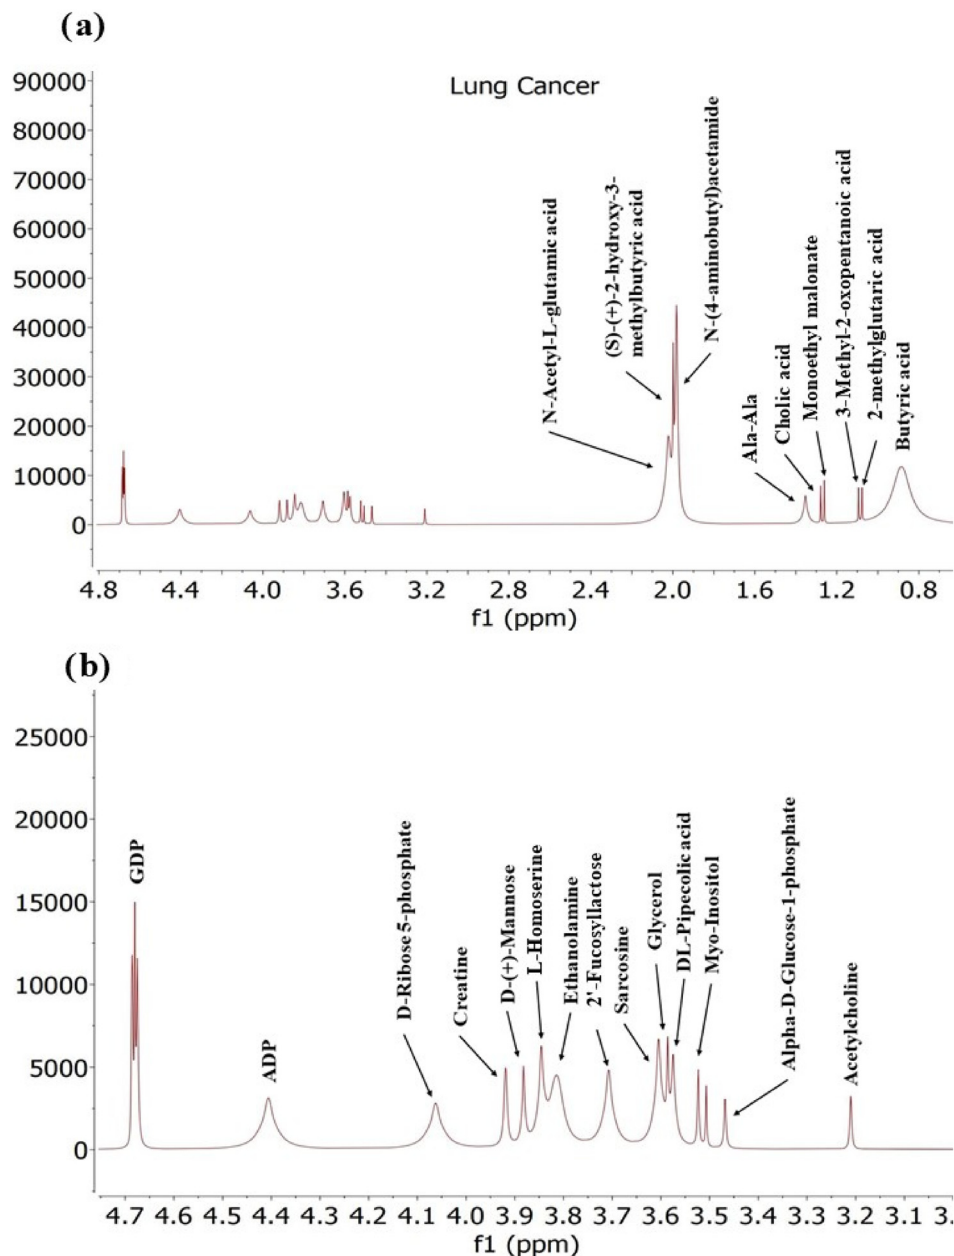 (a)
Lung Cancer
90000
80000
70000
60000
50000
40000
30000
20000
10000
0
N-Acetyl-L-glutamic acid
(S)-(+)-2-hydroxy-3-
methylbutyric acid
N-(4-aminobutyl)acetamide
Ala-Ala
Cholic acid
Monoethyl malonate
3-Methyl-2-oxopentanoic acid
2-methylglutaric acid
Butyric acid
4.8 4.4 4.0 3.6 3.2 2.8 2.4 2.0 1.6 1.2 0.8
f1 (ppm)
(b)
25000
20000
15000
10000
5000
0
GDP
ADP
D-Ribose 5-phosphate
Creatine
D-(+)-Mannose
L-Homoserine
Ethanolamine
2'-Fucosyllactose
Sarcosine
Glycerol
DL-Pipecolic acid
Myo-Inositol
Alpha-D-Glucose-1-phosphate
Acetylcholine
4.7 4.6 4.5 4.4 4.3 4.2 4.1 4.0 3.9 3.8 3.7 3.6 3.5 3.4 3.3 3.2 3.1 3.
f1 (ppm)